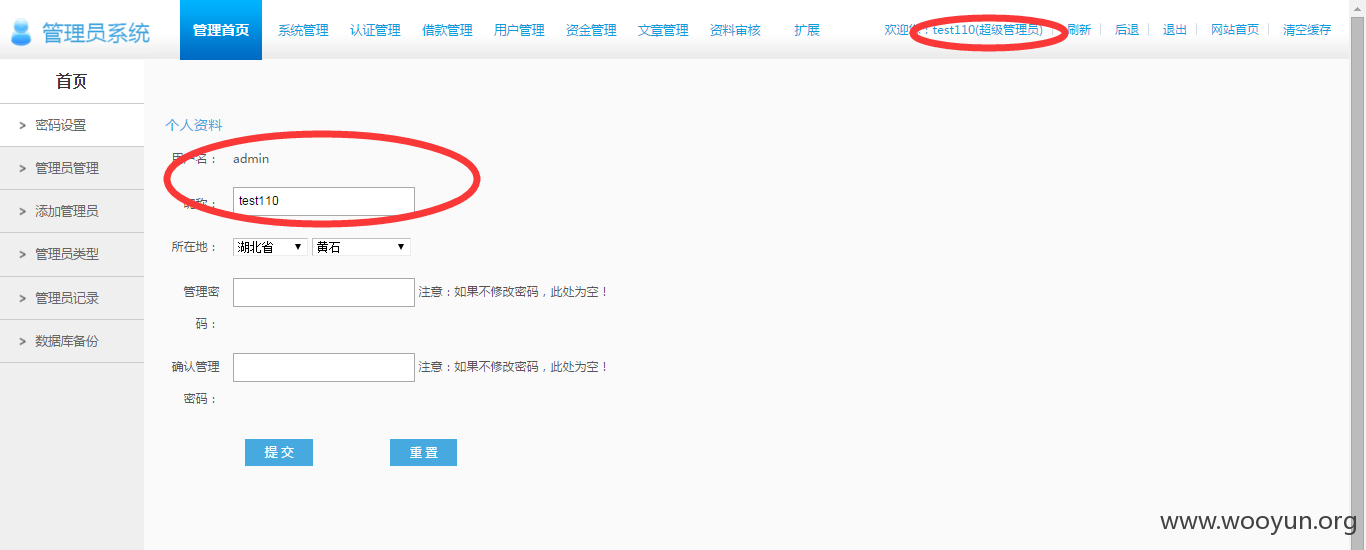 管理员系统
管理首页 系统管理 认证管理 借款管理 用户管理 资金管理 文章管理 资料审核 扩展
test110(超级管理员) 刷新 后退 退出 网站首页 清空缓存
首页
> 密码设置
> 管理员管理
> 添加管理员
> 管理员类型
> 管理员记录
> 数据库备份
个人资料
用户名： admin
昵称： test110
所在地： 湖北省 黄石
管理密 注意：如果不修改密码，此处为空！
码：
确认管理 注意：如果不修改密码，此处为空！
密码：
提交 重置
www.wooyun.org